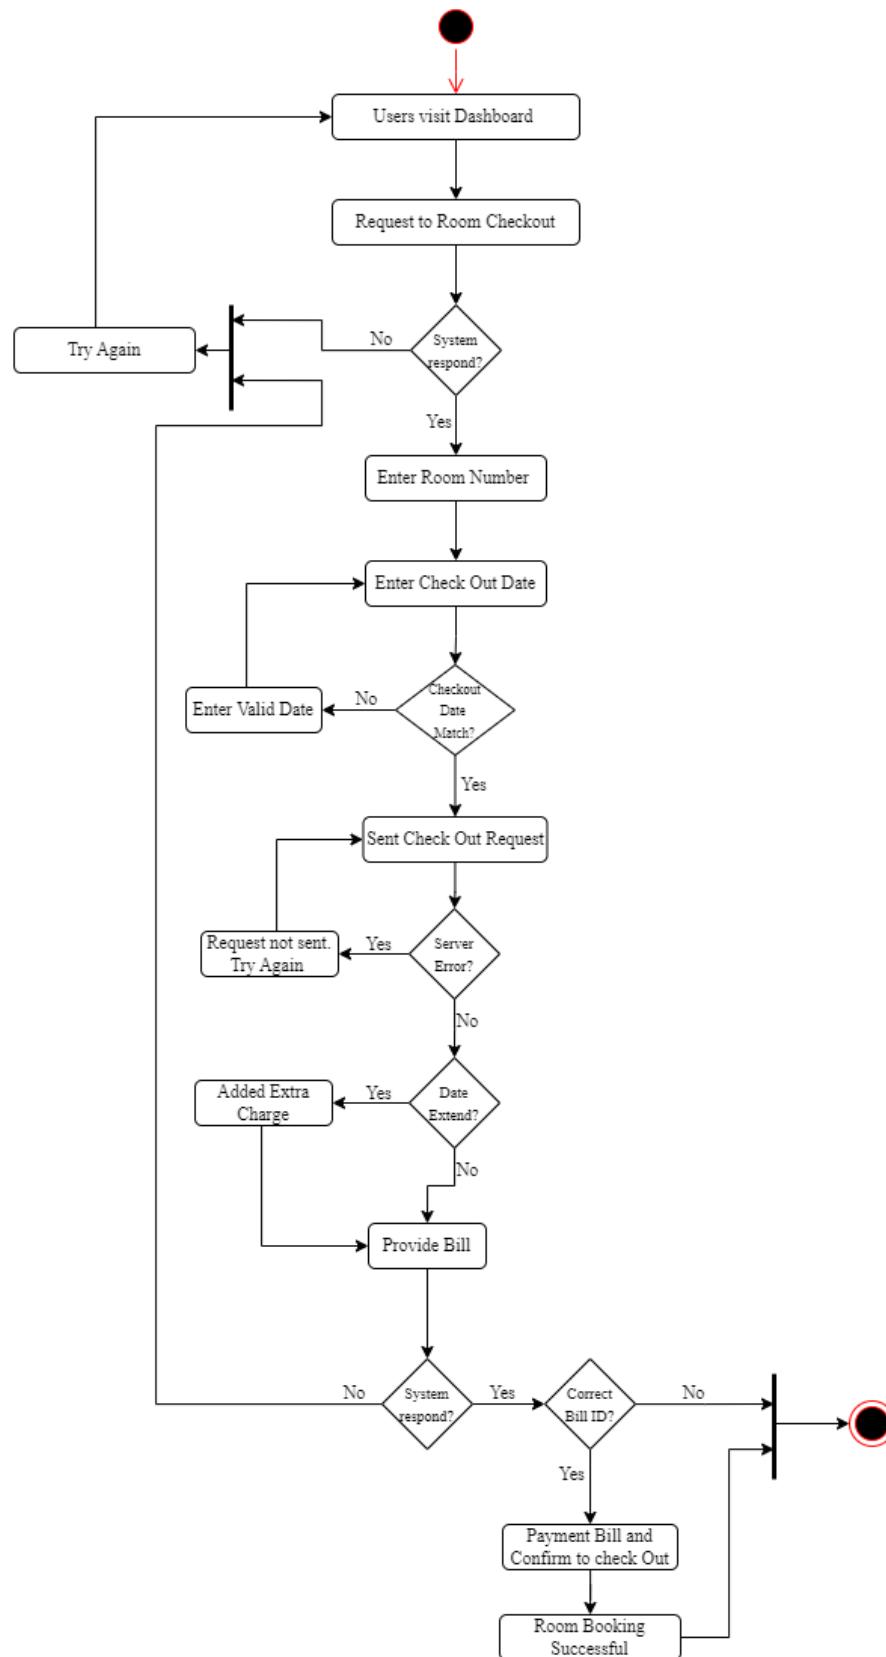 Users visit Dashboard
Request to Room Checkout
System
respond?
No
Try Again
Yes
Enter Room Number
Enter Check Out Date
Checkout
Date
Match?
No
Enter Valid Date
Yes
Sent Check Out Request
Server
Error?
Yes
Request not sent.
Try Again
No
Date
Extend?
Yes
Added Extra
Charge
No
Provide Bill
System
respond?
No
Yes
Correct
Bill ID?
No
Yes
Payment Bill and
Confirm to check Out
Room Booking
Successful